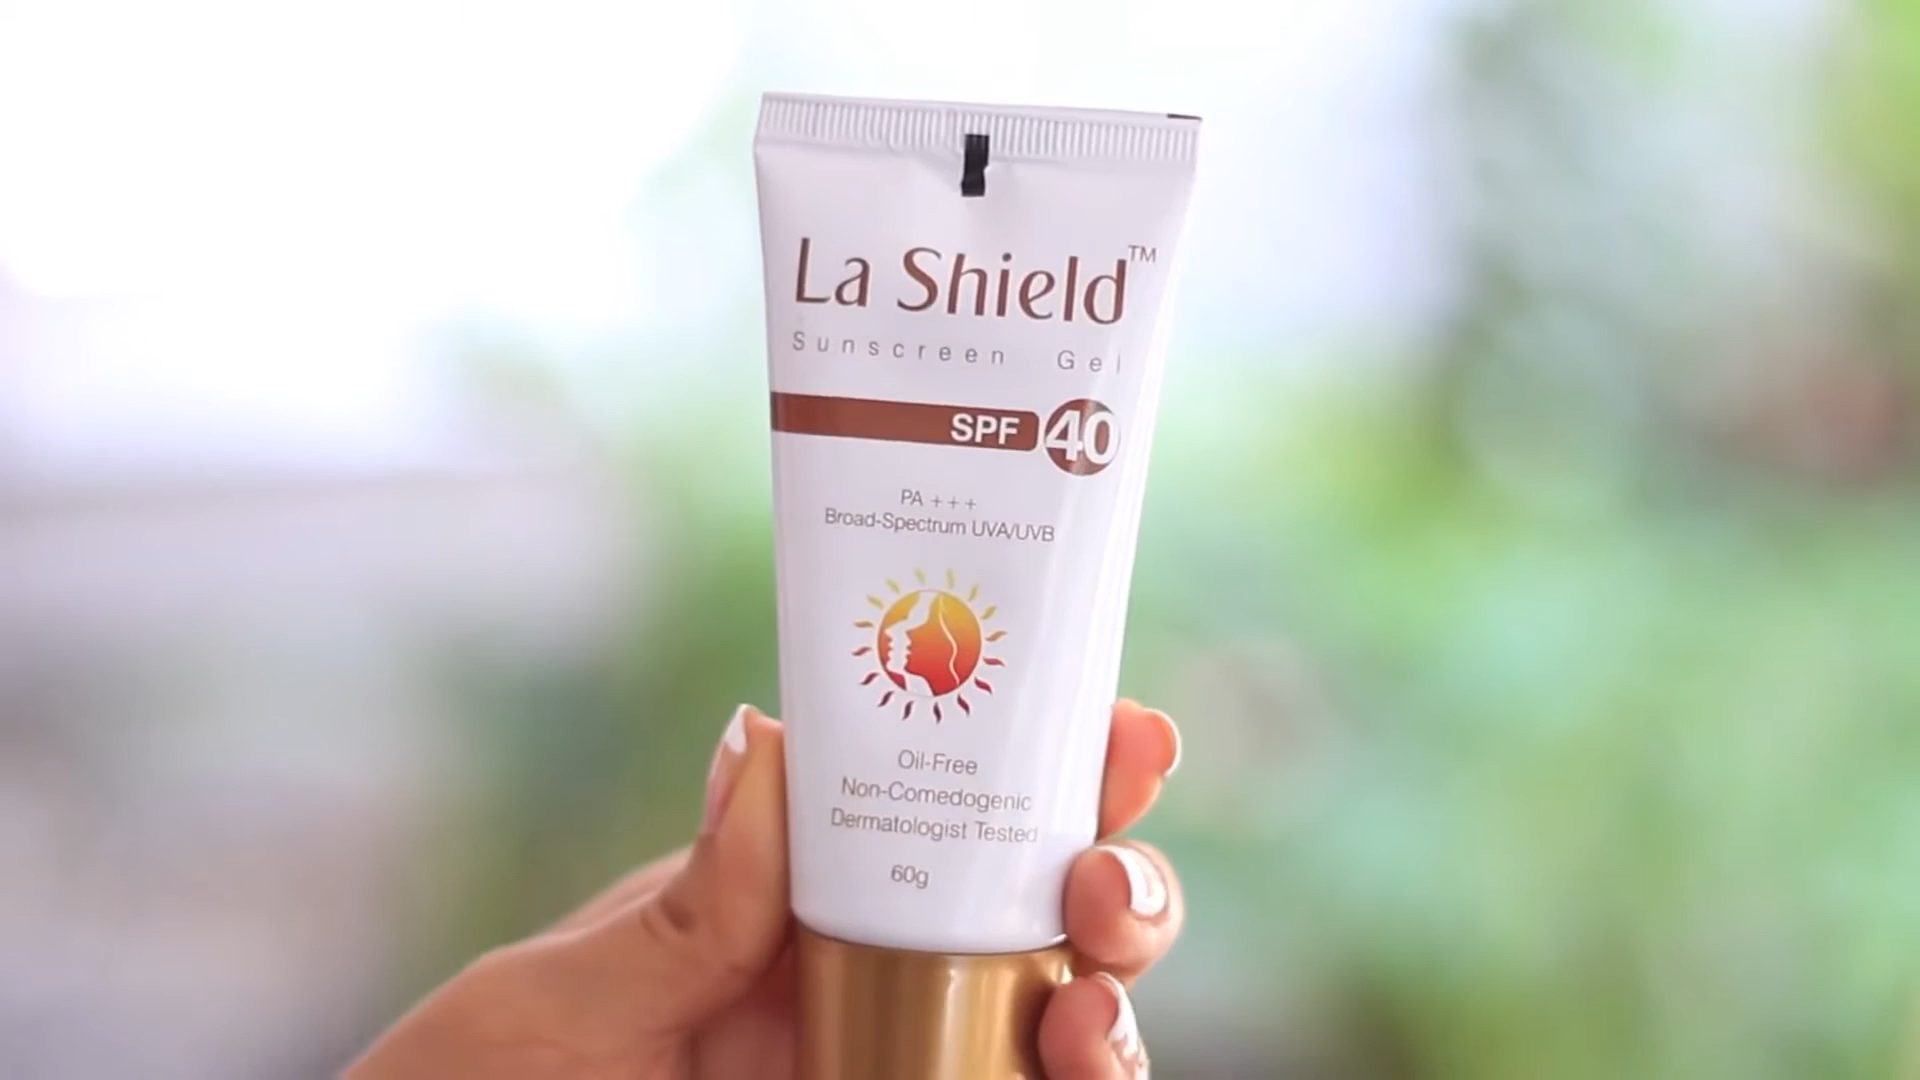 La Shield™
Sunscreen Gel
SPF 40
PA +++
Broad-Spectrum UVA/UVB
Oil-Free
Non-Comedogenic
Dermatologist Tested
60g